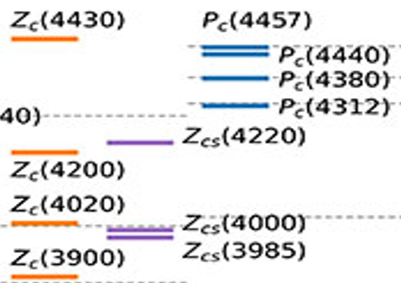 Z_c(4430)
P_c(4457)
P_c(4440)
P_c(4380)
P_c(4312)
40)
Z_cs(4220)
Z_c(4200)
Z_c(4020)
Z_cs(4000)
Z_cs(3985)
Z_c(3900)